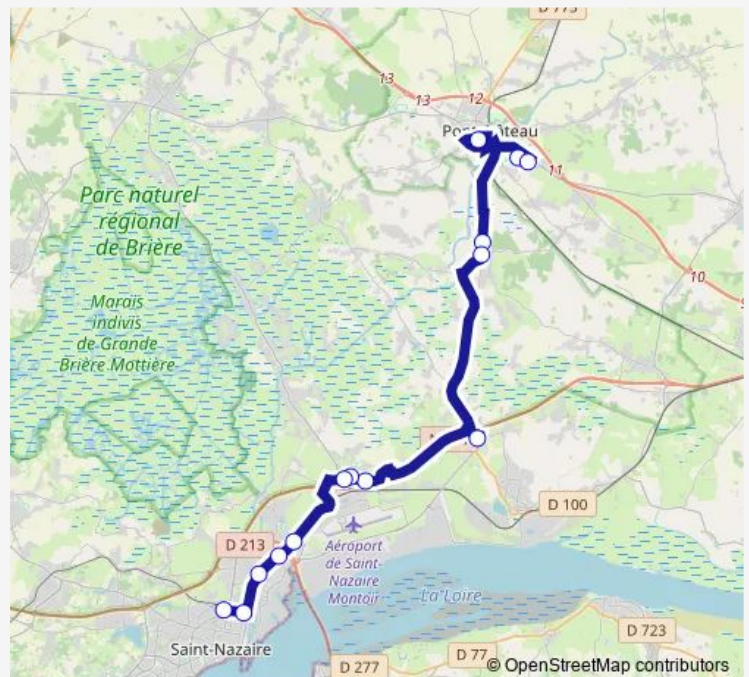 D 773
13
13
12
11
10
Parc naturel
régional
de Brière
Marais
indivis
de Grande
Brière Mottière
D 100
D 213
Aéroport
de Saint-
Nazaire
Montoir
La Loire
Saint-Nazaire
D 723
D 77
D 277
© OpenStreetMap contributors